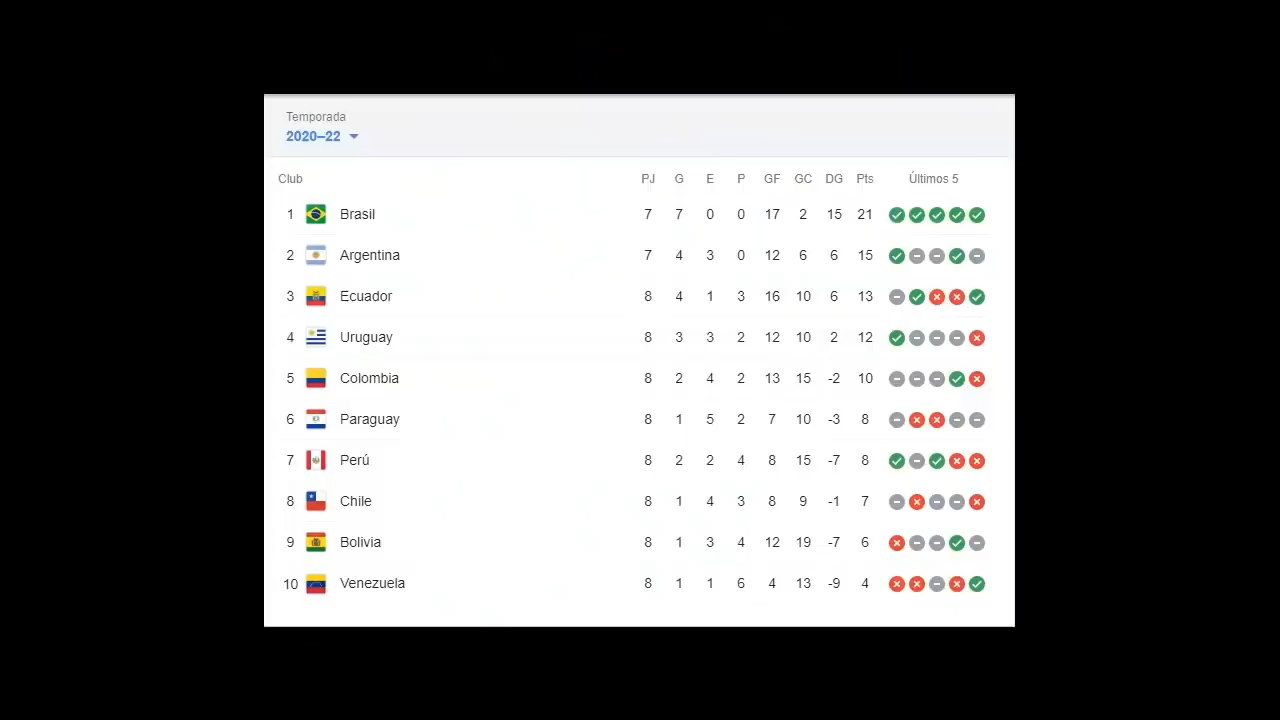 Temporada
2020–22
Club PJ G E P GF GC DG Pts Últimos 5
1 Brasil 7 7 0 0 17 2 15 21
2 Argentina 7 4 3 0 12 6 6 15
3 Ecuador 8 4 1 3 16 10 6 13
4 Uruguay 8 3 3 2 12 10 2 12
5 Colombia 8 2 4 2 13 15 -2 10
6 Paraguay 8 1 5 2 7 10 -3 8
7 Perú 8 2 2 4 8 15 -7 8
8 Chile 8 1 4 3 8 9 -1 7
9 Bolivia 8 1 3 4 12 19 -7 6
10 Venezuela 8 1 1 6 4 13 -9 4